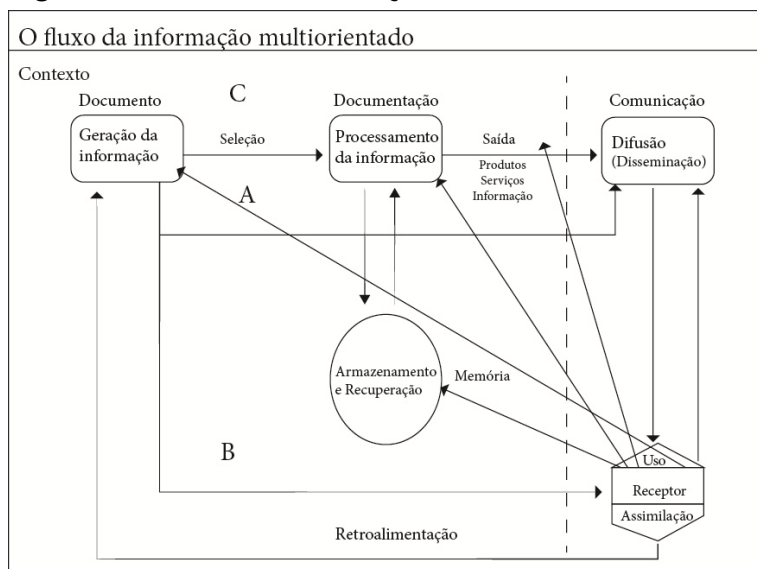 O fluxo da informação multiorientado
Contexto
Documento
C
Documentação
Comunicação
Geração da
informação
Seleção
Processamento
da informação
Saída
Produtos
Serviços
Informação
Difusão
(Disseminação)
A
Armazenamento
e Recuperação
Memória
B
Uso
Receptor
Assimilação
Retroalimentação